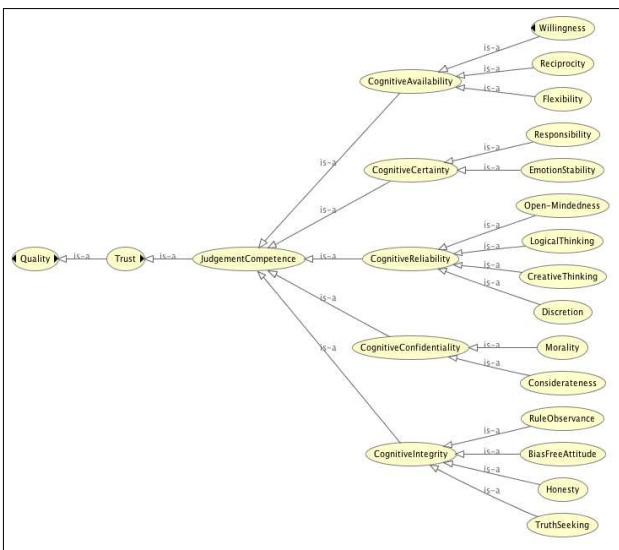 Willingness
is-a
Reciprocity
is-a
CognitiveAvailability
is-a
Flexibility
is-a
Responsibility
is-a
CognitiveCertainty
is-a
EmotionStability
is-a
Open-Mindedness
is-a
LogicalThinking
is-a
Quality
is-a
Trust
is-a
JudgementCompetence
is-a
CognitiveReliability
is-a
CreativeThinking
is-a
Discretion
is-a
CognitiveConfidentiality
is-a
Morality
is-a
Considerateness
is-a
RuleObservance
is-a
CognitiveIntegrity
is-a
BiasFreeAttitude
is-a
Honesty
is-a
TruthSeeking